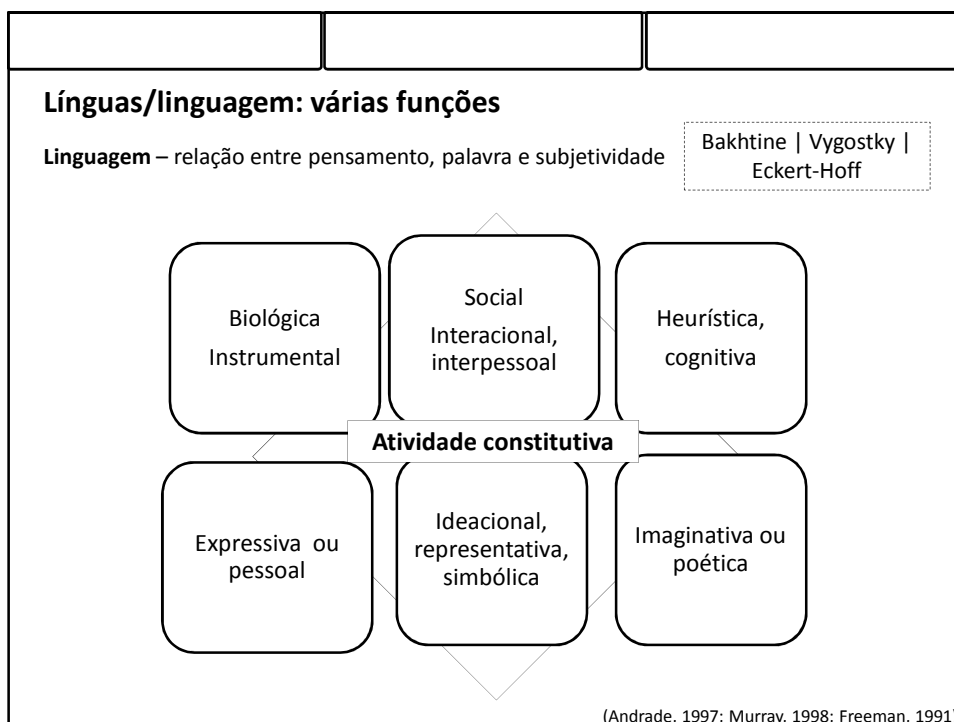 Línguas/linguagem: várias funções
Linguagem – relação entre pensamento, palavra e subjetividade
Bakhtine | Vygostky |
Eckert-Hoff
Biológica
Instrumental
Social
Interacional,
interpessoal
Heurística,
cognitiva
Atividade constitutiva
Expressiva ou
pessoal
Ideacional,
representativa,
simbólica
Imaginativa ou
poética
(Andrade, 1997; Murray, 1998; Freeman, 1991)